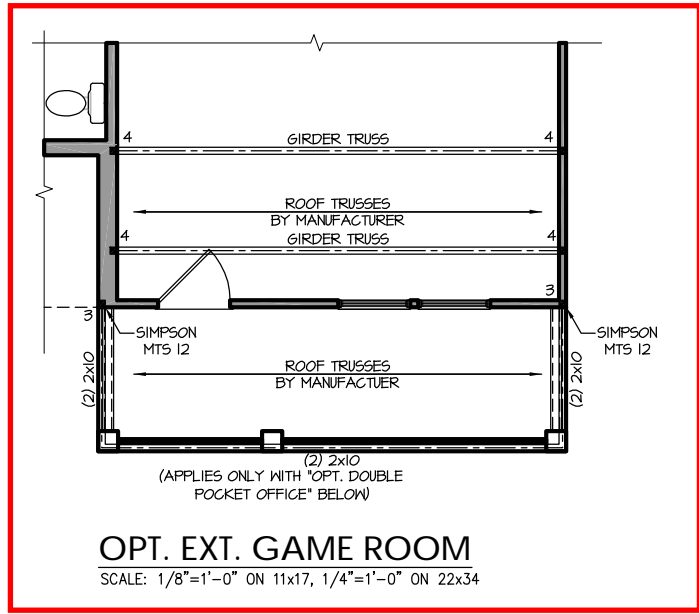 4 GIRDER TRUSS 4
ROOF TRUSSES
BY MANUFACTURER
4 GIRDER TRUSS 4
3
3
SIMPSON
MTS 12
SIMPSON
MTS 12
(2) 2x10
ROOF TRUSSES
BY MANUFACTUER
(2) 2x10
(2) 2x10
(APPLIES ONLY WITH "OPT. DOUBLE
POCKET OFFICE" BELOW)
OPT. EXT. GAME ROOM
SCALE: 1/8"=1'-0" ON 11x17, 1/4"=1'-0" ON 22x34